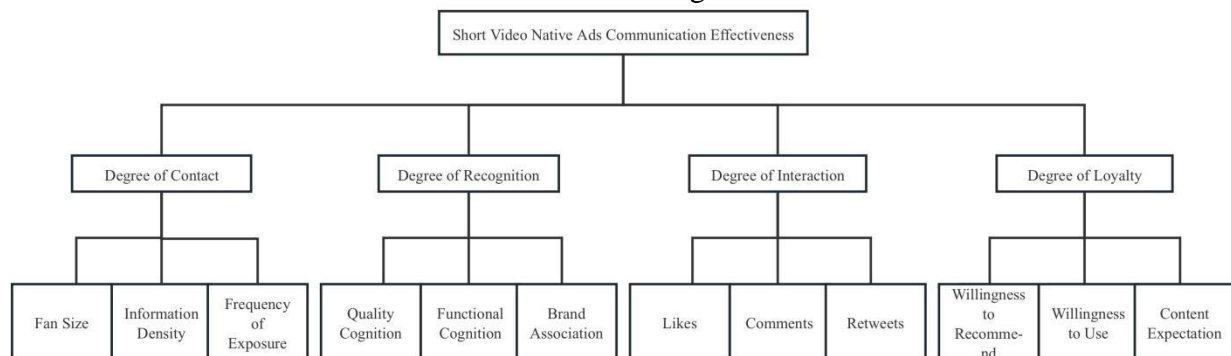 Short Video Native Ads Communication Effectiveness
Degree of Contact
Degree of Recognition
Degree of Interaction
Degree of Loyalty
Fan Size
Information
Density
Frequency
of
Exposure
Quality
Cognition
Functional
Cognition
Brand
Association
Likes
Comments
Retweets
Willingness
to
Recomme-
nd
Willingness
to Use
Content
Expectation